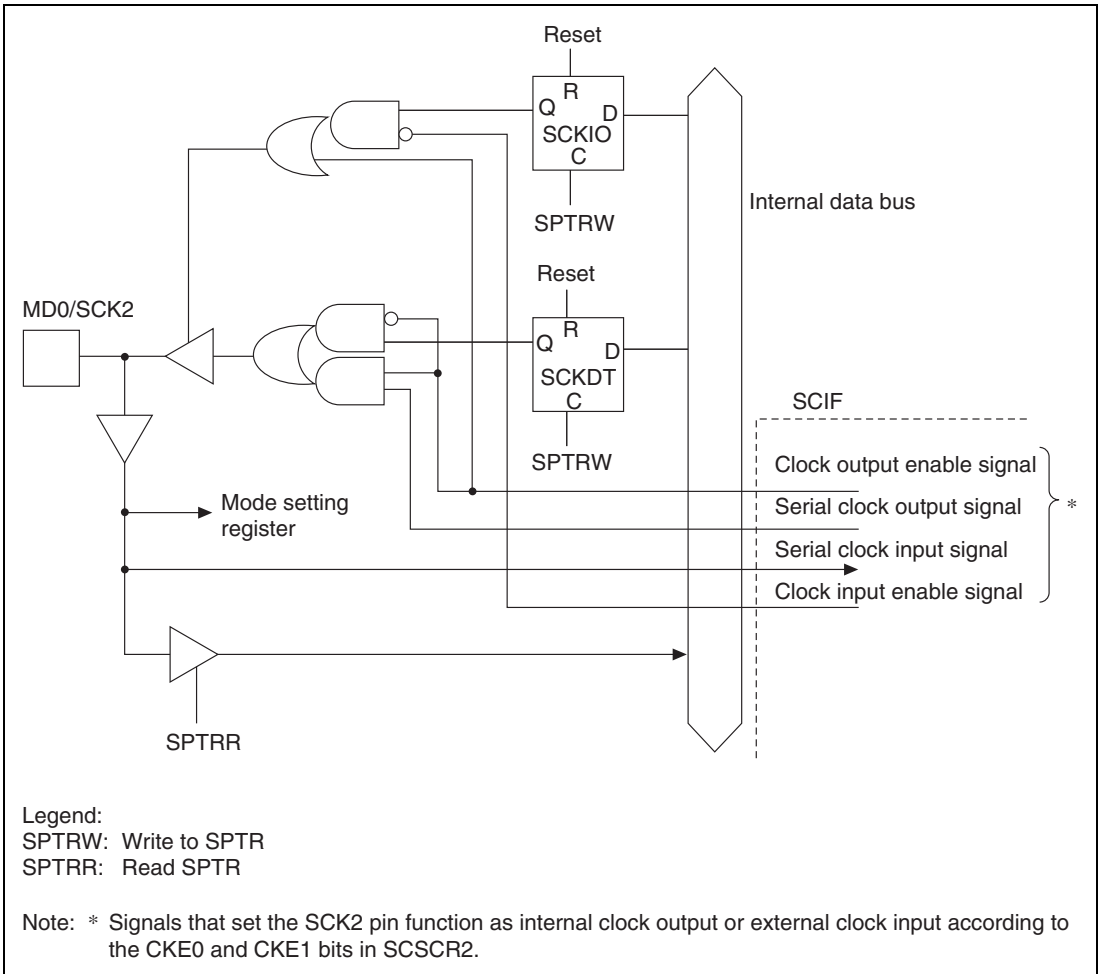 Reset
R
Q
D
SCKIO
C
SPTRW
Internal data bus
Reset
MD0/SCK2
R
Q
D
SCKDT
C
SPTRW
SCIF
Clock output enable signal
Serial clock output signal
*
Mode setting
register
Serial clock input signal
Clock input enable signal
SPTRR
Legend:
SPTRW: Write to SPTR
SPTRR: Read SPTR
Note: * Signals that set the SCK2 pin function as internal clock output or external clock input according to
the CKE0 and CKE1 bits in SCSCR2.